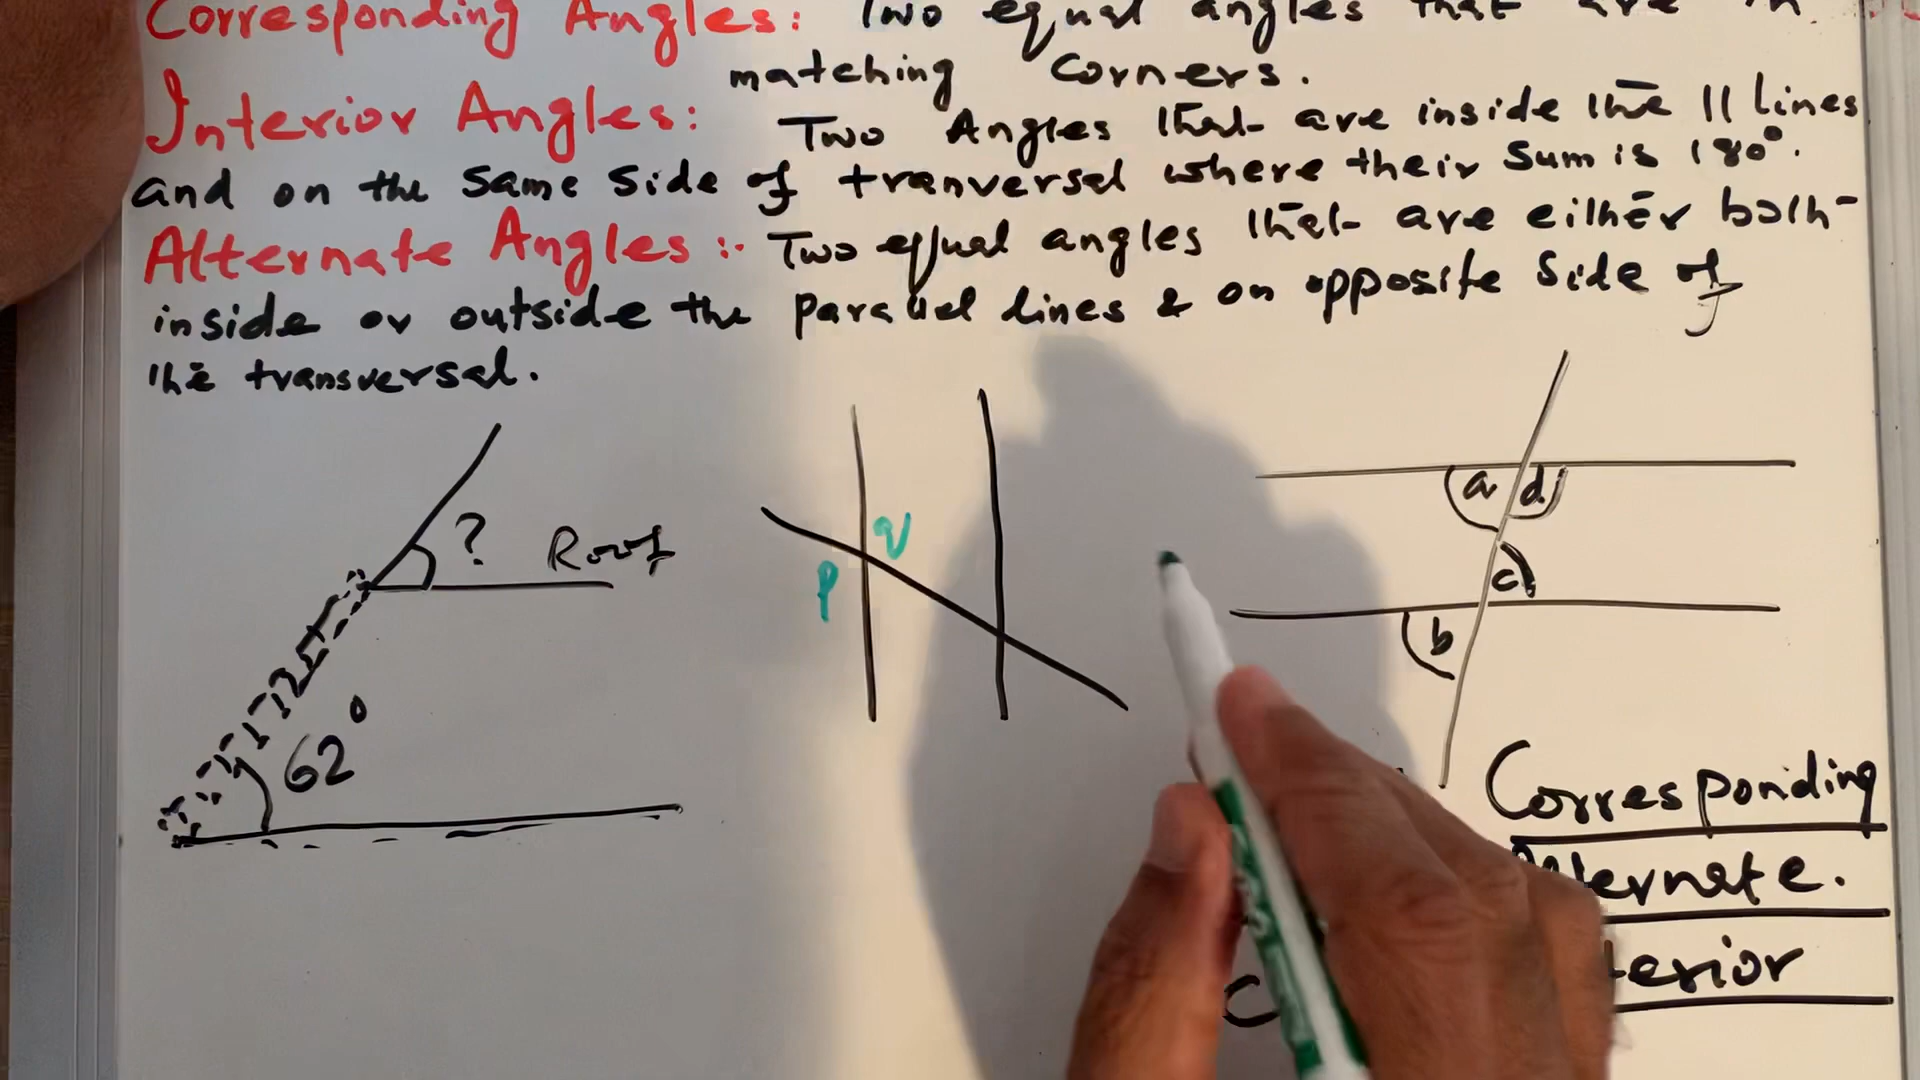 Corresponding Angles: Two equal angles that are in
matching Corners.
Interior Angles: Two Angles that are inside the || lines
and on the same side of tranversal where their sum is 180°.
Alternate Angles :- Two equal angles that are either both
inside or outside the parallel lines & on opposite side of
the transversal.
? Roof
62°
q
p
a d
c
b
Corresponding
Alternate.
terior
C